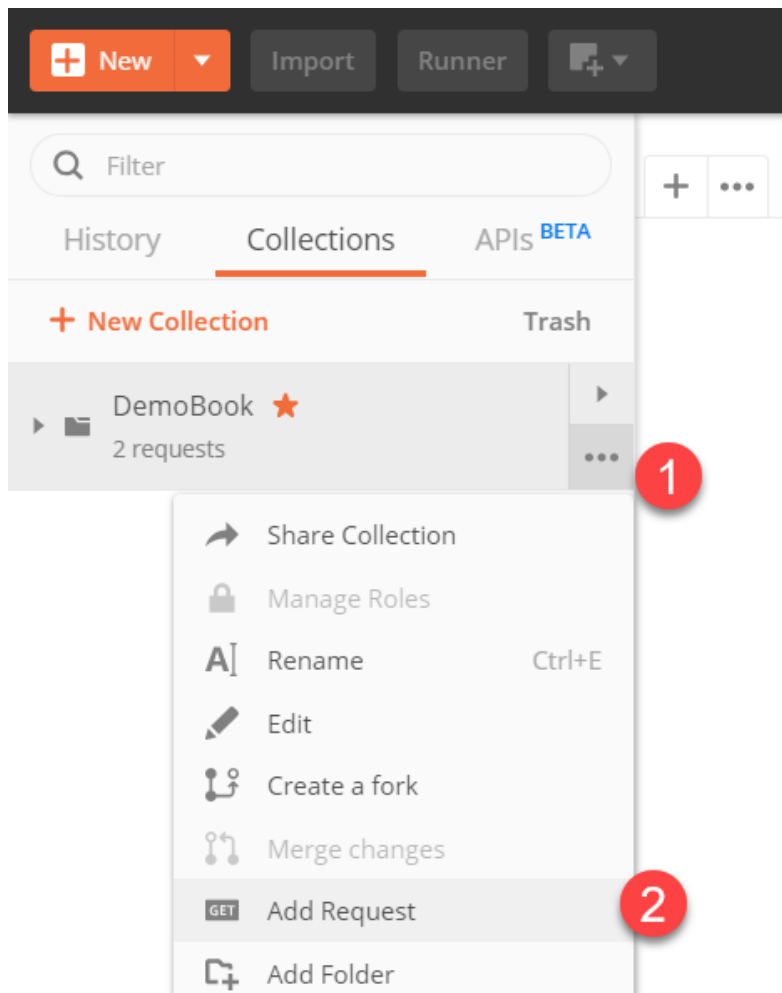 New
Import
Runner
Filter
History
Collections
APIs BETA
New Collection
Trash
DemoBook
2 requests
1
Share Collection
Manage Roles
Rename Ctrl+E
Edit
Create a fork
Merge changes
GET Add Request
2
Add Folder